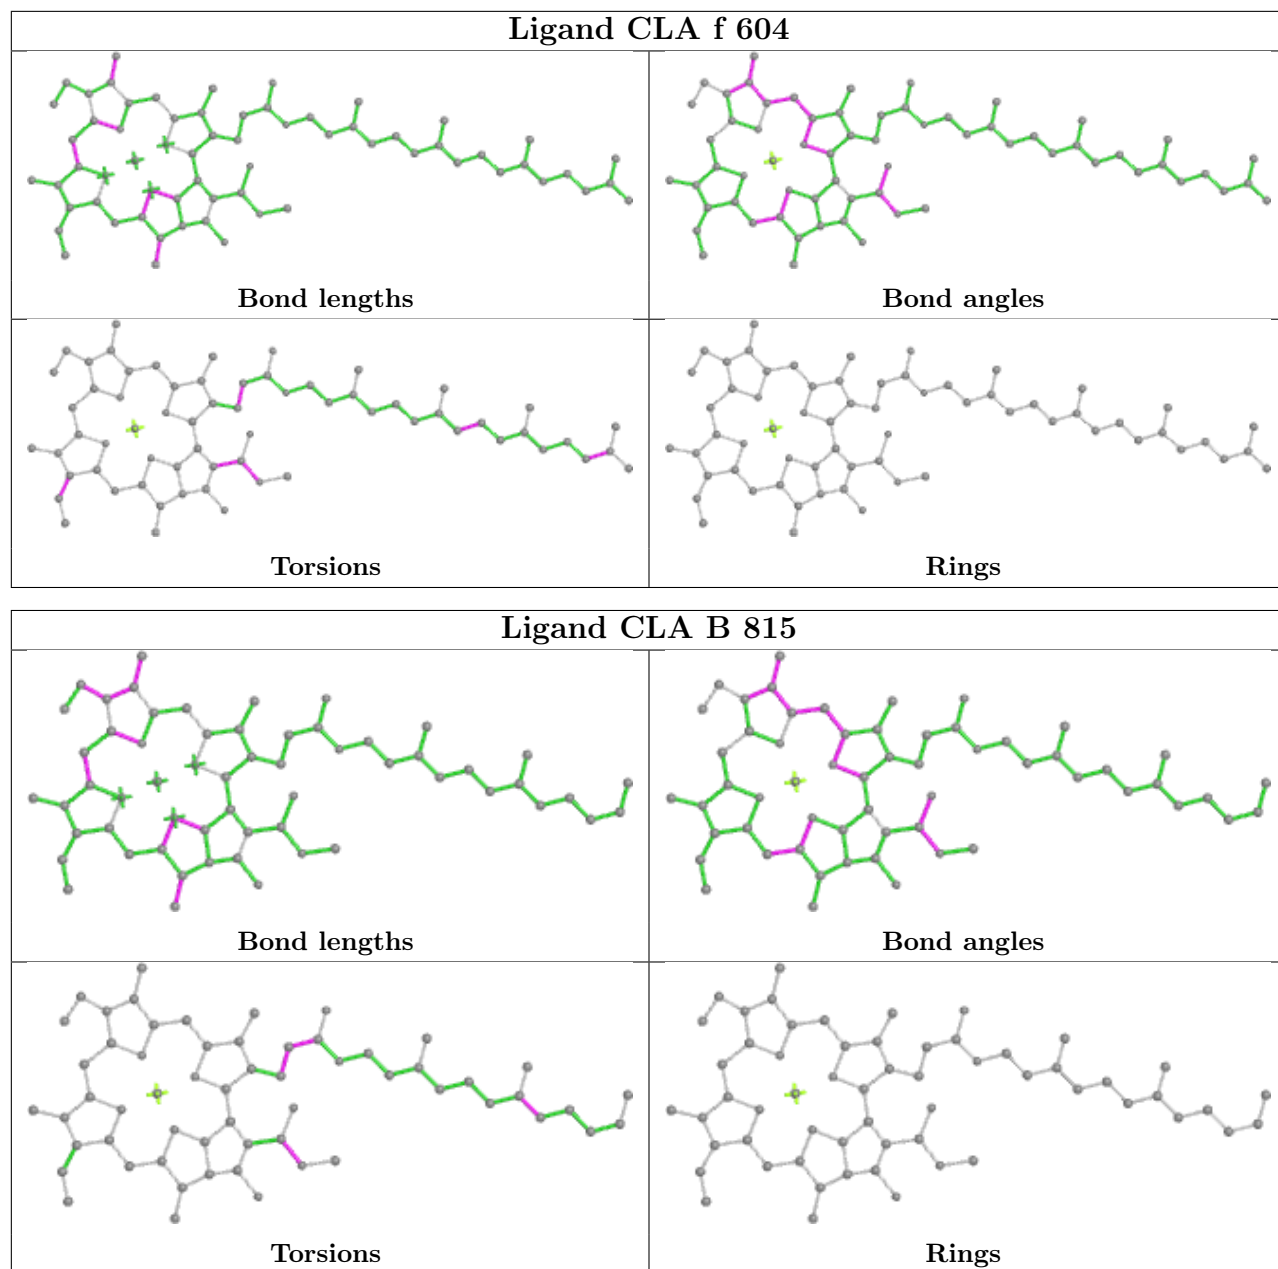 Ligand CLA f 604
Bond lengths
Bond angles
Torsions
Rings
Ligand CLA B 815
Bond lengths
Bond angles
Torsions
Rings